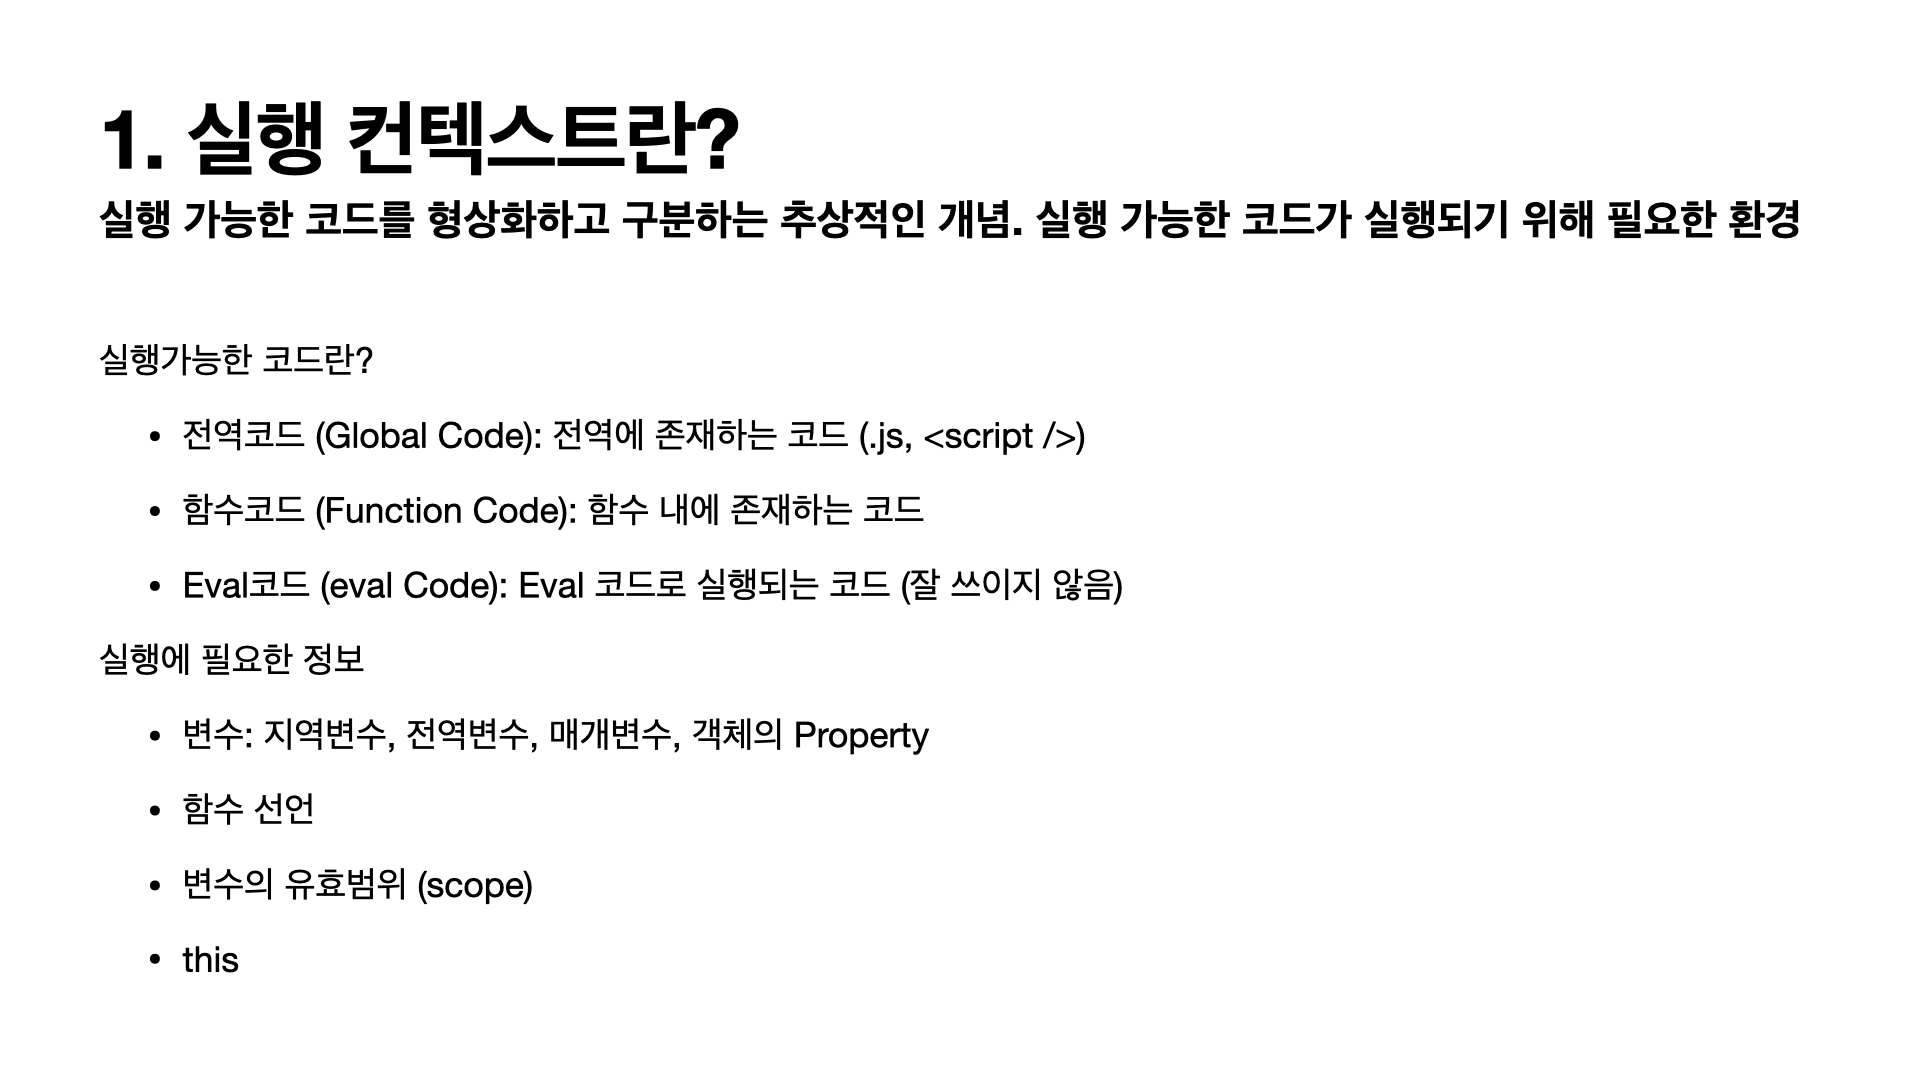 1. 실행 컨텍스트란?
실행 가능한 코드를 형상화하고 구분하는 추상적인 개념. 실행 가능한 코드가 실행되기 위해 필요한 환경
실행가능한 코드란?
• 전역코드 (Global Code): 전역에 존재하는 코드 (.js, <script />)
• 함수코드 (Function Code): 함수 내에 존재하는 코드
• Eval코드 (eval Code): Eval 코드로 실행되는 코드 (잘 쓰이지 않음)
실행에 필요한 정보
• 변수: 지역변수, 전역변수, 매개변수, 객체의 Property
• 함수 선언
• 변수의 유효범위 (scope)
• this